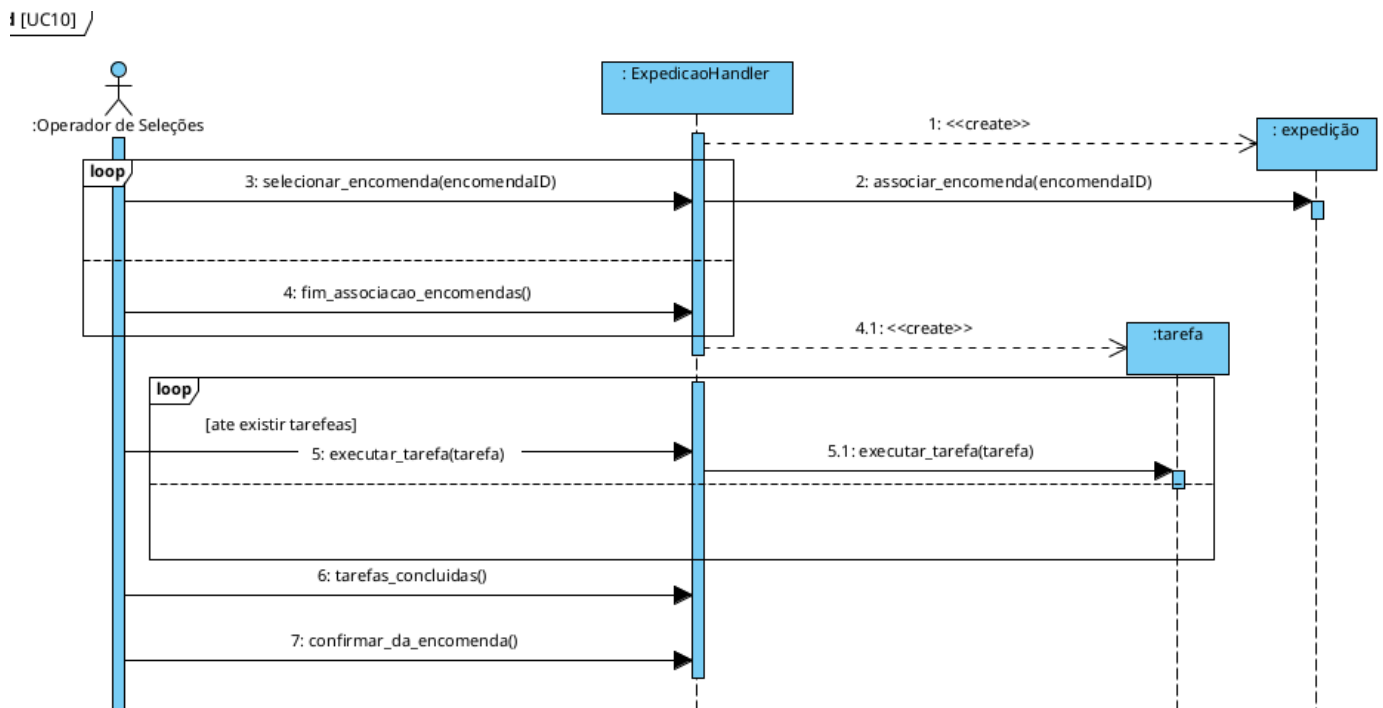 [UC10]
: ExpedicaoHandler
:Operador de Seleções
1: <<create>>
: expedição
loop
3: selecionar_encomenda(encomendaID)
2: associar_encomenda(encomendaID)
4: fim_associacao_encomendas()
4.1: <<create>>
:tarefa
loop
[ate existir tarefeas]
5: executar_tarefa(tarefa)
5.1: executar_tarefa(tarefa)
6: tarefas_concluidas()
7: confirmar_da_encomenda()